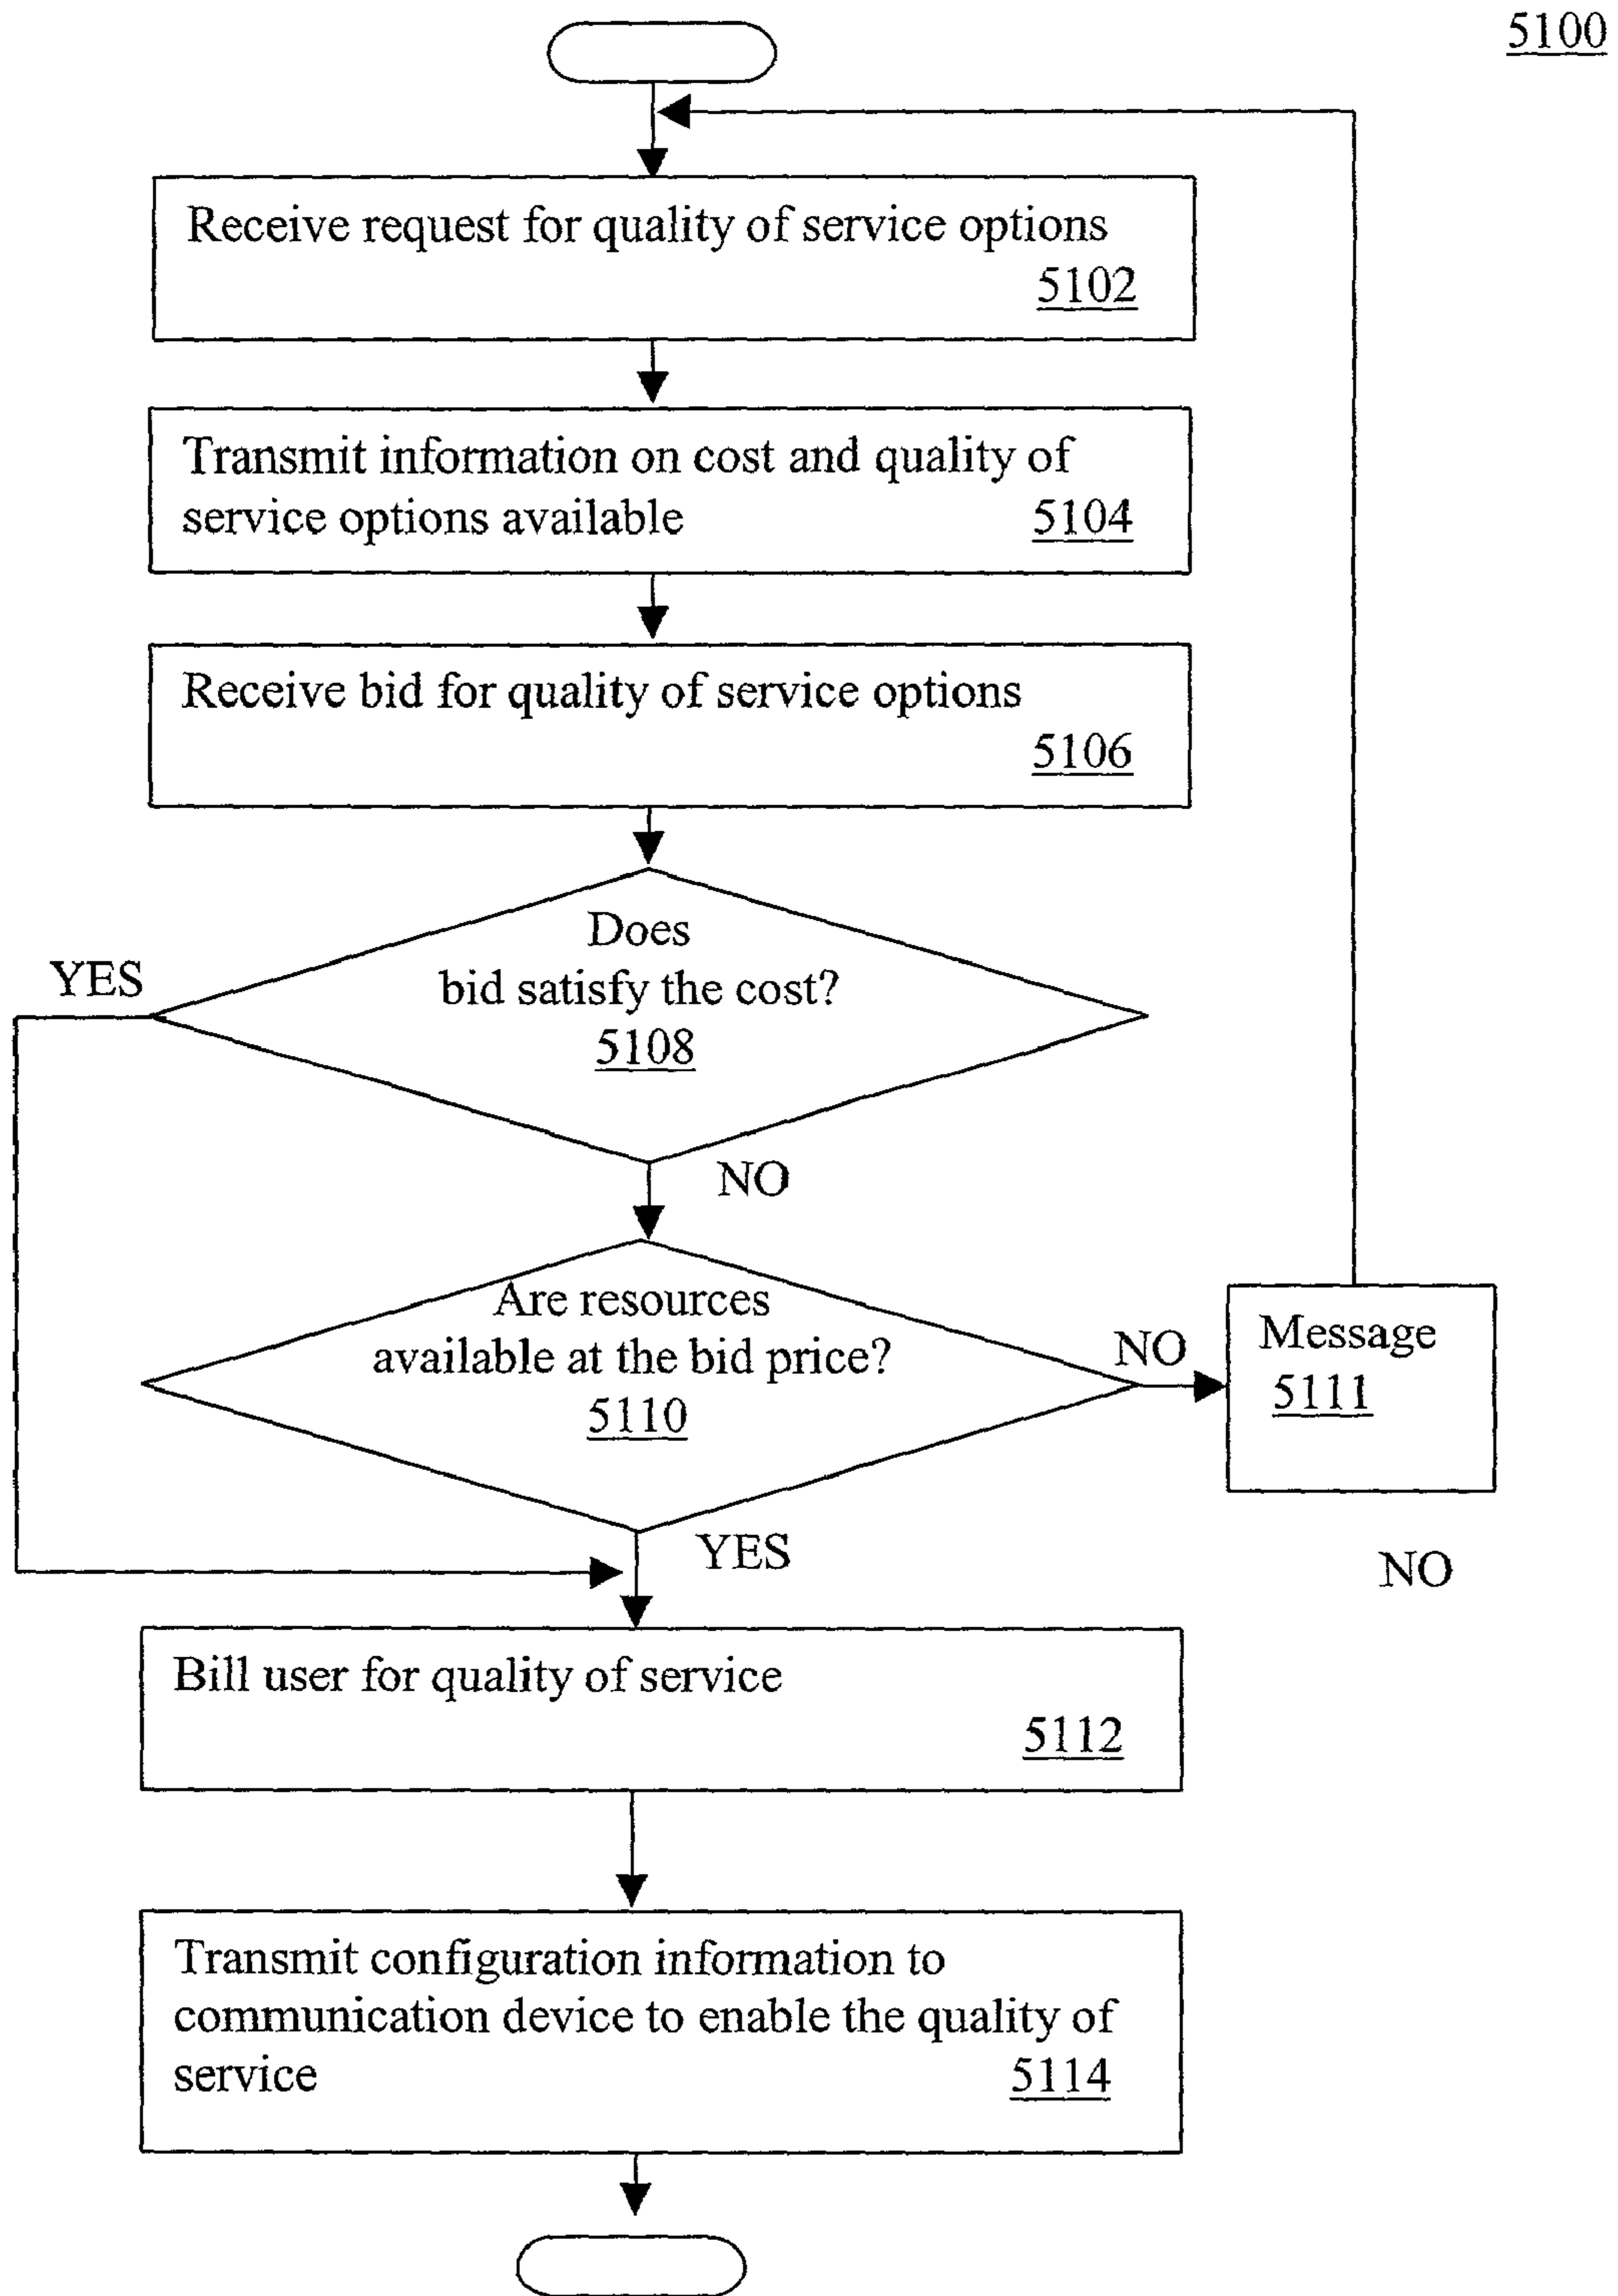 5100
Receive request for quality of service options
5102
Transmit information on cost and quality of
service options available 5104
Receive bid for quality of service options
5106
Does
bid satisfy the cost?
5108
YES
NO
Are resources
available at the bid price?
5110
NO
Message
5111
YES
NO
Bill user for quality of service
5112
Transmit configuration information to
communication device to enable the quality of
service 5114